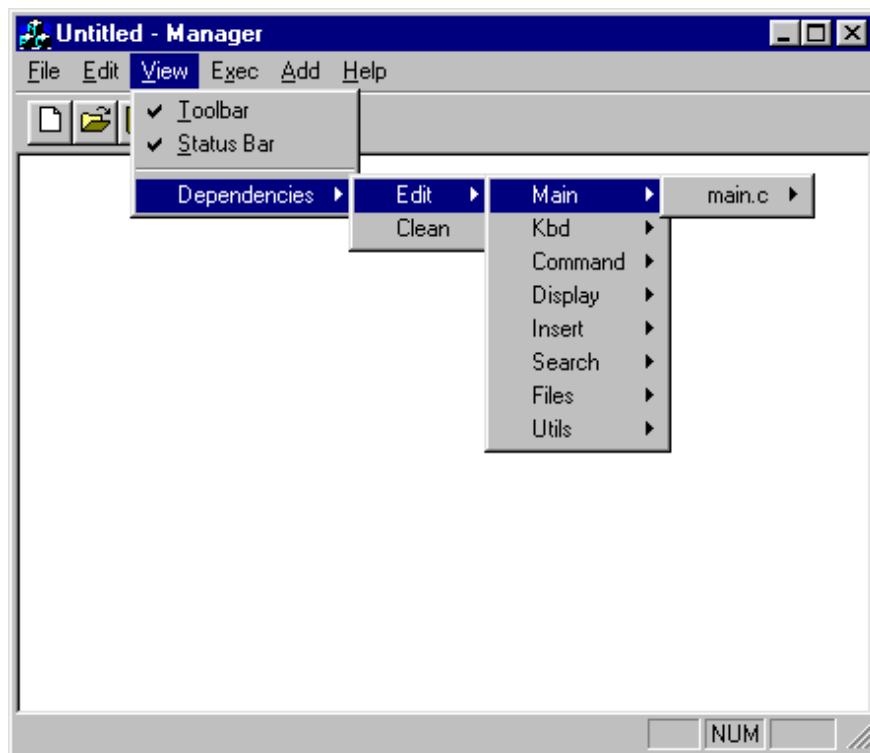 Untitled - Manager
File Edit View Exec Add Help
Toolbar
Status Bar
Dependencies Edit Main main.c
Clean Kbd
Command
Display
Insert
Search
Files
Utils
NUM